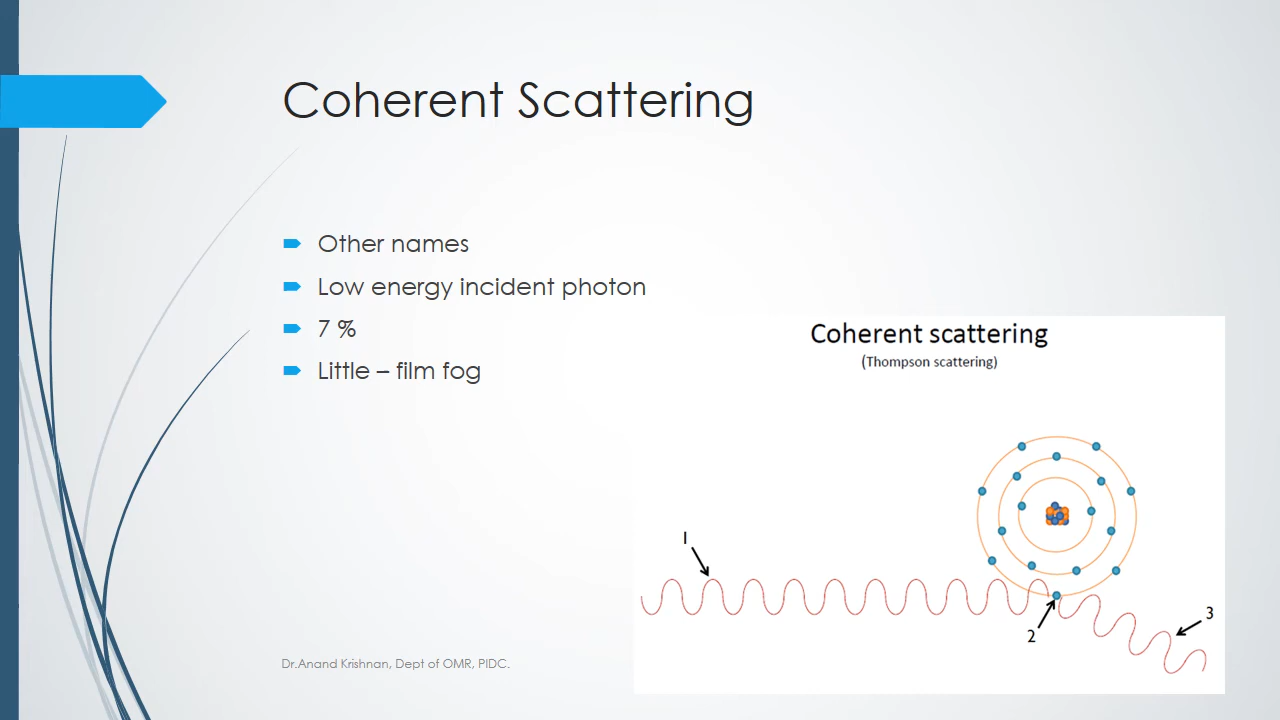 Coherent Scattering
Other names
Low energy incident photon
7 %
Little – film fog
Coherent scattering
(Thompson scattering)
1
2
3
Dr.Anand Krishnan, Dept of OMR, PIDC.